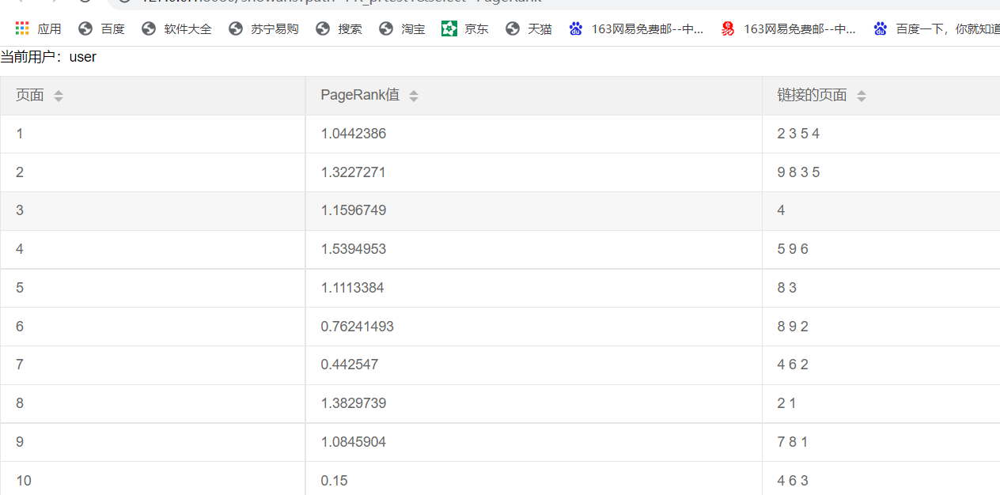 应用 百度 软件大全 苏宁易购 搜索 淘宝 京东 天猫 163网易免费邮--中... 163网易免费邮--中... 百度一下，你就知道
当前用户：user
页面 PageRank值 链接的页面
1 1.0442386 2 3 5 4
2 1.3227271 9 8 3 5
3 1.1596749 4
4 1.5394953 5 9 6
5 1.1113384 8 3
6 0.76241493 8 9 2
7 0.442547 4 6 2
8 1.3829739 2 1
9 1.0845904 7 8 1
10 0.15 4 6 3